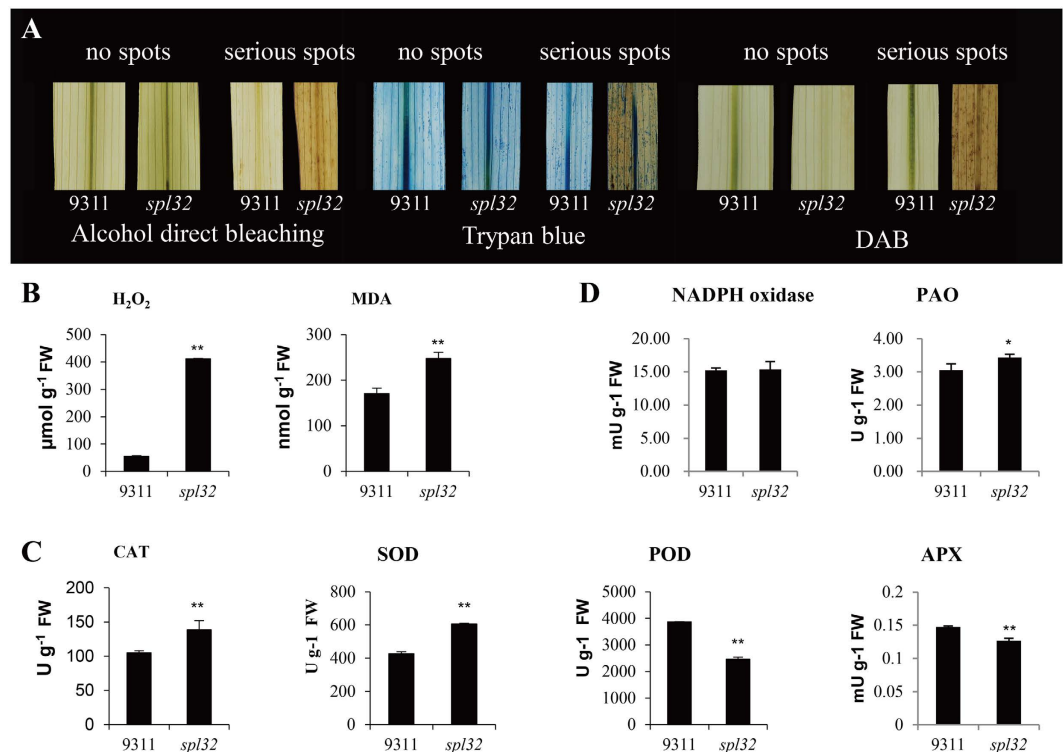 A
no spots serious spots no spots serious spots no spots serious spots
9311 spl32 9311 spl32 9311 spl32 9311 spl32 9311 spl32 9311 spl32
Alcohol direct bleaching Trypan blue DAB
B
H₂O₂
µmol g⁻¹ FW
500
400
300
200
100
0
**
9311 spl32
MDA
nmol g⁻¹ FW
300
200
100
0
**
9311 spl32
D
NADPH oxidase
mU g-1 FW
20.00
15.00
10.00
5.00
0.00
9311 spl32
PAO
U g-1 FW
4.00
3.00
2.00
1.00
0.00
*
9311 spl32
C
CAT
U g⁻¹ FW
200
150
100
50
0
**
9311 spl32
SOD
U g-1 FW
800
600
400
200
0
**
9311 spl32
POD
U g-1 FW
5000
4000
3000
2000
1000
0
**
9311 spl32
APX
mU g-1 FW
0.2
0.15
0.1
0.05
0
**
9311 spl32